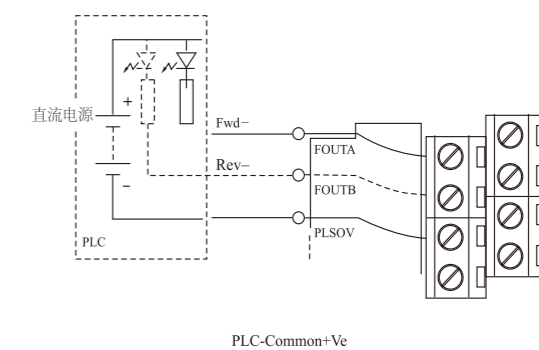 直流电源
+
−
PLC
Fwd−
Rev−
FOUTA
FOUTB
PLSOV
PLC-Common+Ve